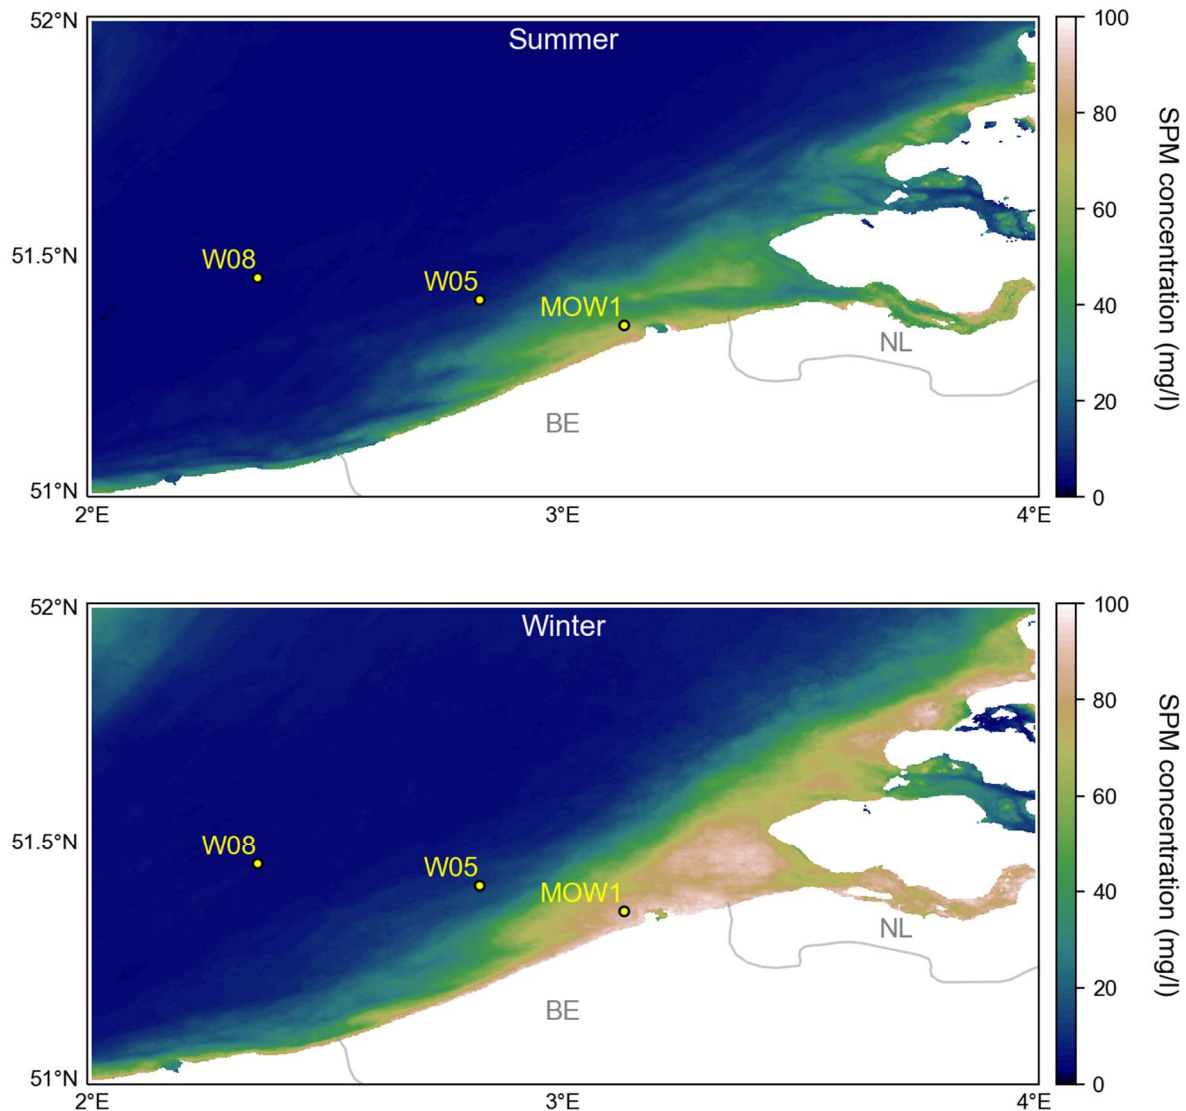 52°N
Summer
100
80
W08
51.5°N
W05
60
MOW1
40
NL
BE
20
51°N
0
2°E
3°E
4°E
SPM concentration (mg/l)
52°N
Winter
100
80
W08
51.5°N
W05
60
MOW1
40
NL
BE
20
51°N
0
2°E
3°E
4°E
SPM concentration (mg/l)